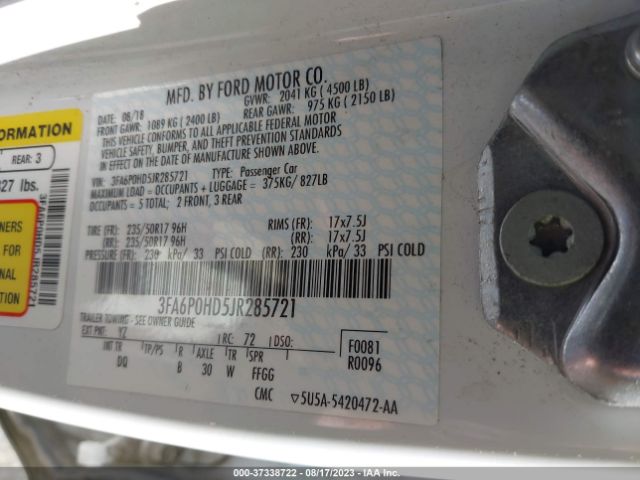 MFD. BY FORD MOTOR CO.
DATE: 08/18 GVWR: 2041 KG ( 4500 LB)
FRONT GAWR: 1089 KG ( 2400 LB) REAR GAWR: 975 KG ( 2150 LB)
THIS VEHICLE CONFORMS TO ALL APPLICABLE FEDERAL MOTOR
VEHICLE SAFETY, BUMPER, AND THEFT PREVENTION STANDARDS
IN EFFECT ON THE DATE OF MANUFACTURE SHOWN ABOVE.
VIN: 3FA6P0HD5JR285721 TYPE: Passenger Car
MAXIMUM LOAD = OCCUPANTS + LUGGAGE = 375KG/ 827LB
OCCUPANTS = 5 TOTAL: 2 FRONT, 3 REAR
TIRE (FR): 235/50R17 96H RIMS (FR): 17x7.5J
(RR): 235/50R17 96H (RR): 17x7.5J
PRESSURE (FR): 230 kPa/ 33 PSI COLD (RR): 230 kPa/ 33 PSI COLD
3FA6P0HD5JR285721
TRAILER TOWING - SEE OWNER GUIDE
EXT PNT: YZ RC: 72 DSO:
INT TR TP/PS R AXLE TR SPR
DQ B 30 W FFGG
F0081
R0096
CMC 5U5A-5420472-AA
FORMATION
REAR: 3
827 lbs.
3FA6P0HD5JR285721
NERS
FOR
NAL
N
000-37338722 - 08/17/2023 - IAA Inc.